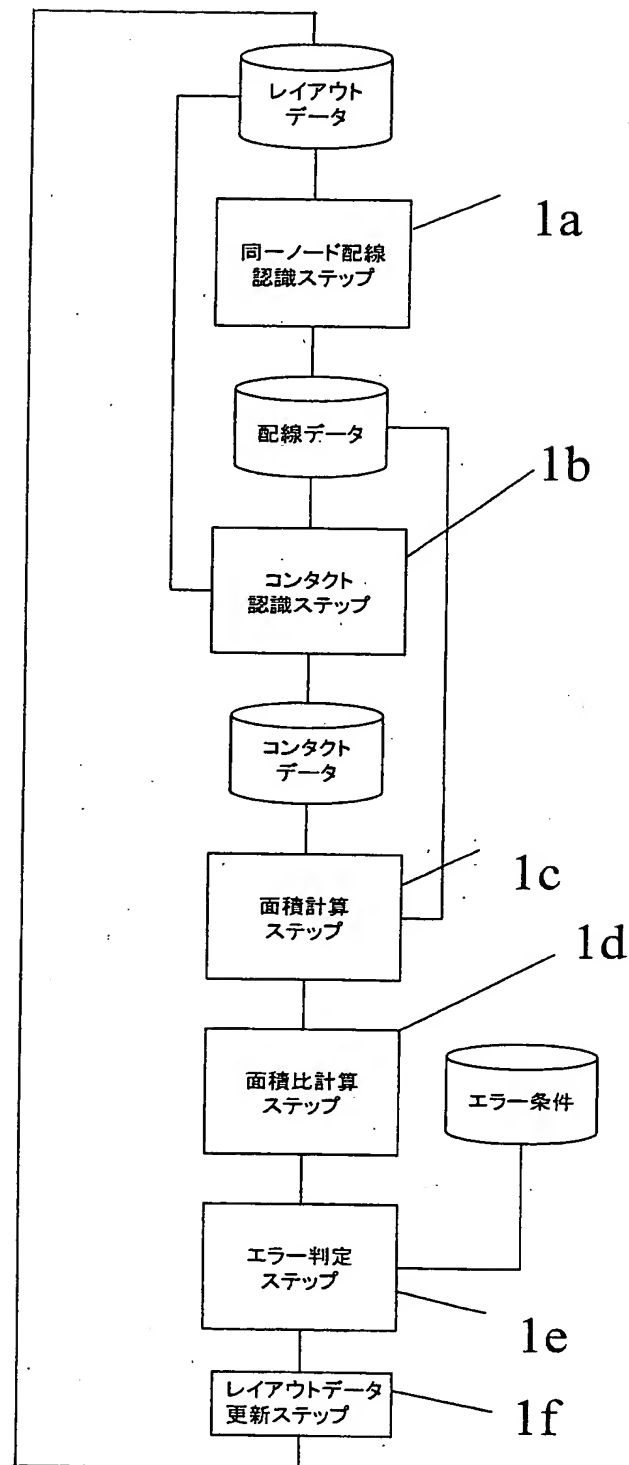 レイアウト
データ
1a
同一ノード配線
認識ステップ
配線データ
1b
コンタクト
認識ステップ
コンタクト
データ
1c
面積計算
ステップ
1d
面積比計算
ステップ
エラー条件
エラー判定
ステップ
1e
レイアウトデータ
更新ステップ
1f